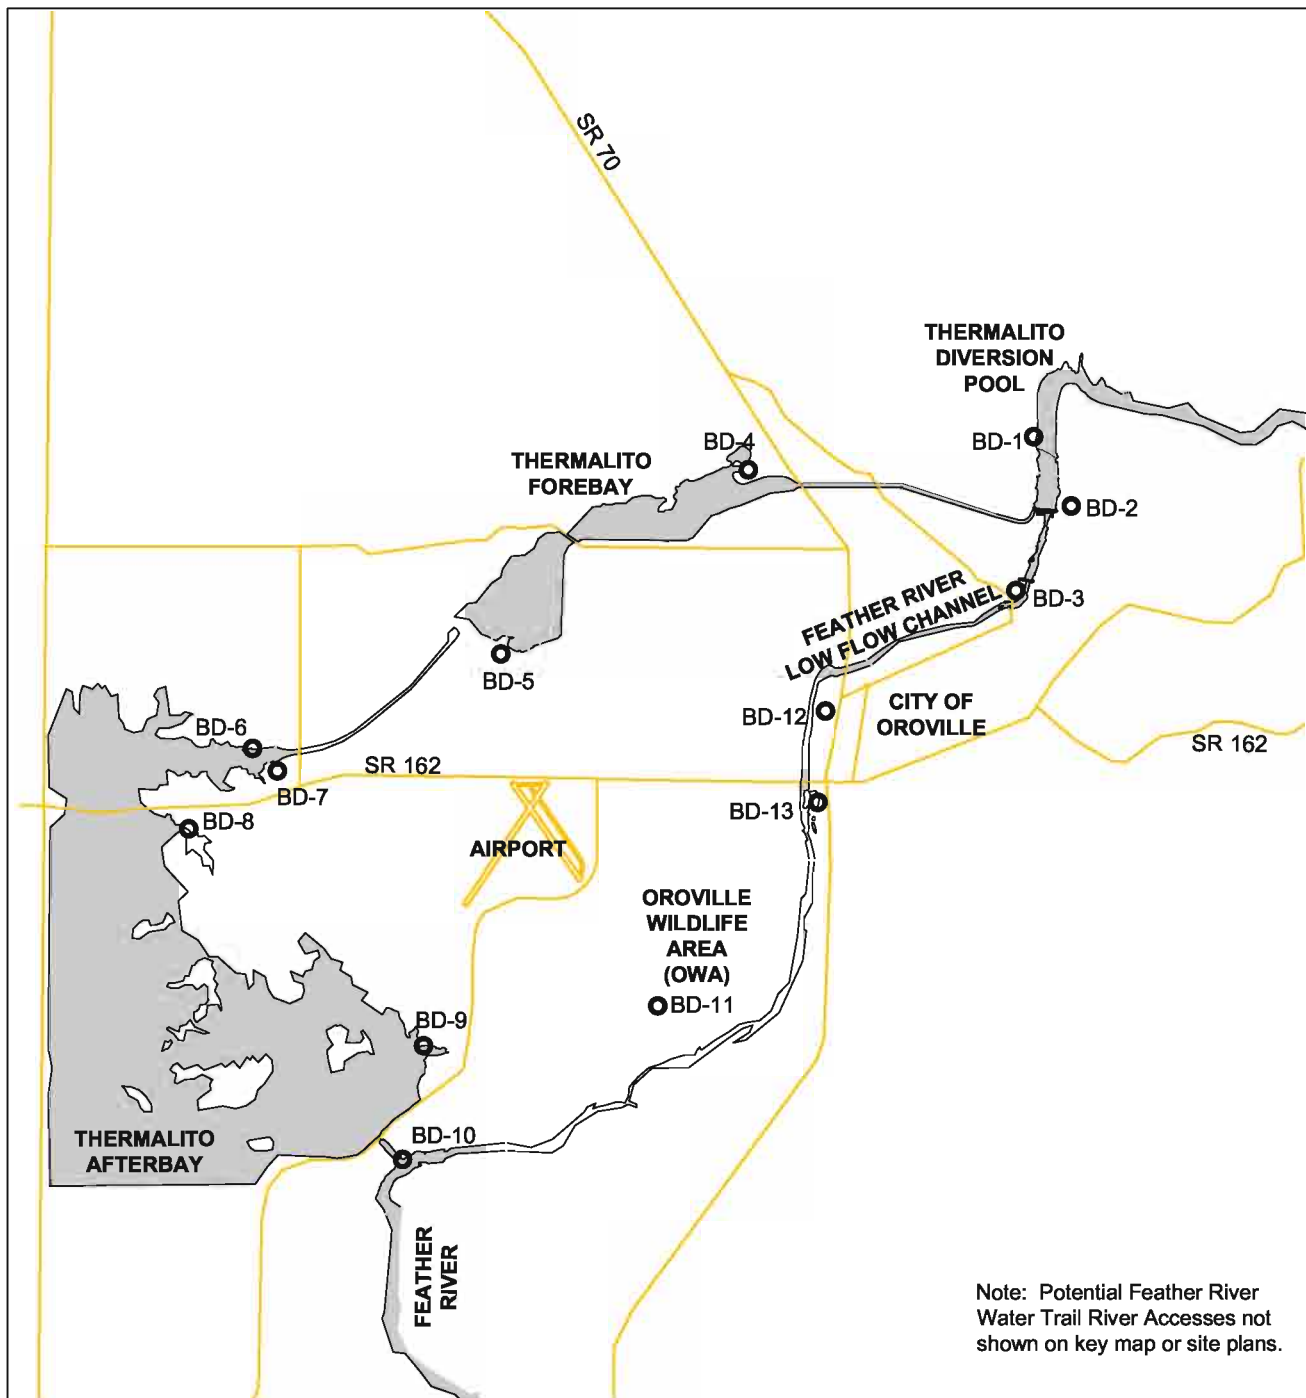 SR 70
THERMALITO
DIVERSION
POOL
BD-1
BD-4
THERMALITO
FOREBAY
BD-2
BD-3
FEATHER RIVER
LOW FLOW CHANNEL
BD-5
BD-12
CITY OF
OROVILLE
BD-6
SR 162
SR 162
BD-7
BD-13
BD-8
AIRPORT
OROVILLE
WILDLIFE
AREA
(OWA)
BD-11
BD-9
THERMALITO
AFTERBAY
BD-10
FEATHER
RIVER
Note: Potential Feather River
Water Trail River Accesses not
shown on key map or site plans.